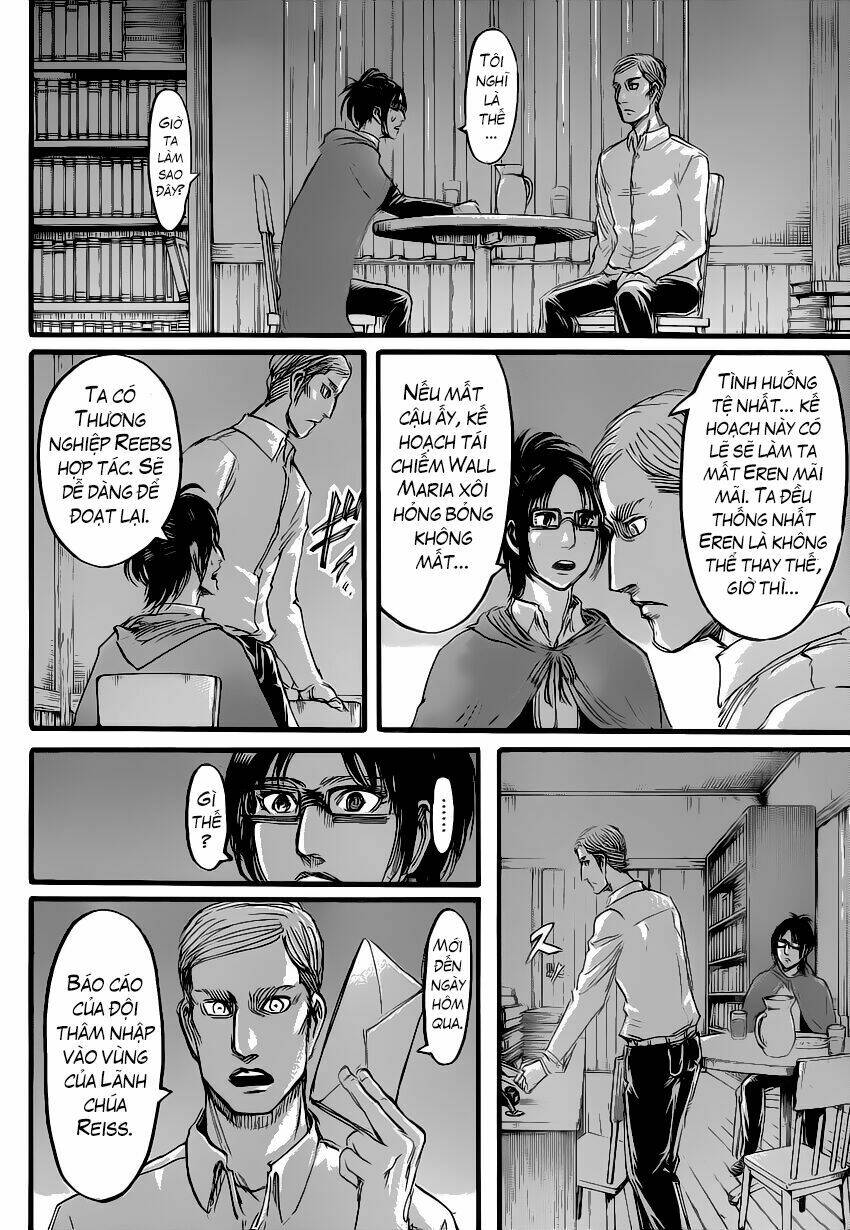 TÔI
NGHĨ
LÀ
THẾ
...
GIỜ
TA
LÀM
SAO
ĐÂY?
TÌNH HUỐNG
TỆ NHẤT... KẾ
HOẠCH NÀY CÓ
LẼ SẼ LÀM TA
MẤT EREN MÃI
MÃI. TA ĐỀU
THỐNG NHẤT
EREN LÀ KHÔNG
THỂ THAY THẾ,
GIỜ THÌ...
NẾU MẤT
CẬU ẤY, KẾ
HOẠCH TÁI
CHIẾM WALL
MARIA XÔI
HỎNG BỎNG
KHÔNG
MẤT...
TA CÓ
THƯƠNG
NGHIỆP REEBS
HỢP TÁC. SẼ
DỄ DÀNG ĐỂ
ĐOẠT LẠI.
........
GÌ
THẾ
?
MỚI
ĐẾN
NGÀY
HÔM
QUA.
BÁO CÁO
CỦA ĐỘI
THÂM NHẬP
VÀO VÙNG
CỦA LÃNH
CHÚA
REISS.